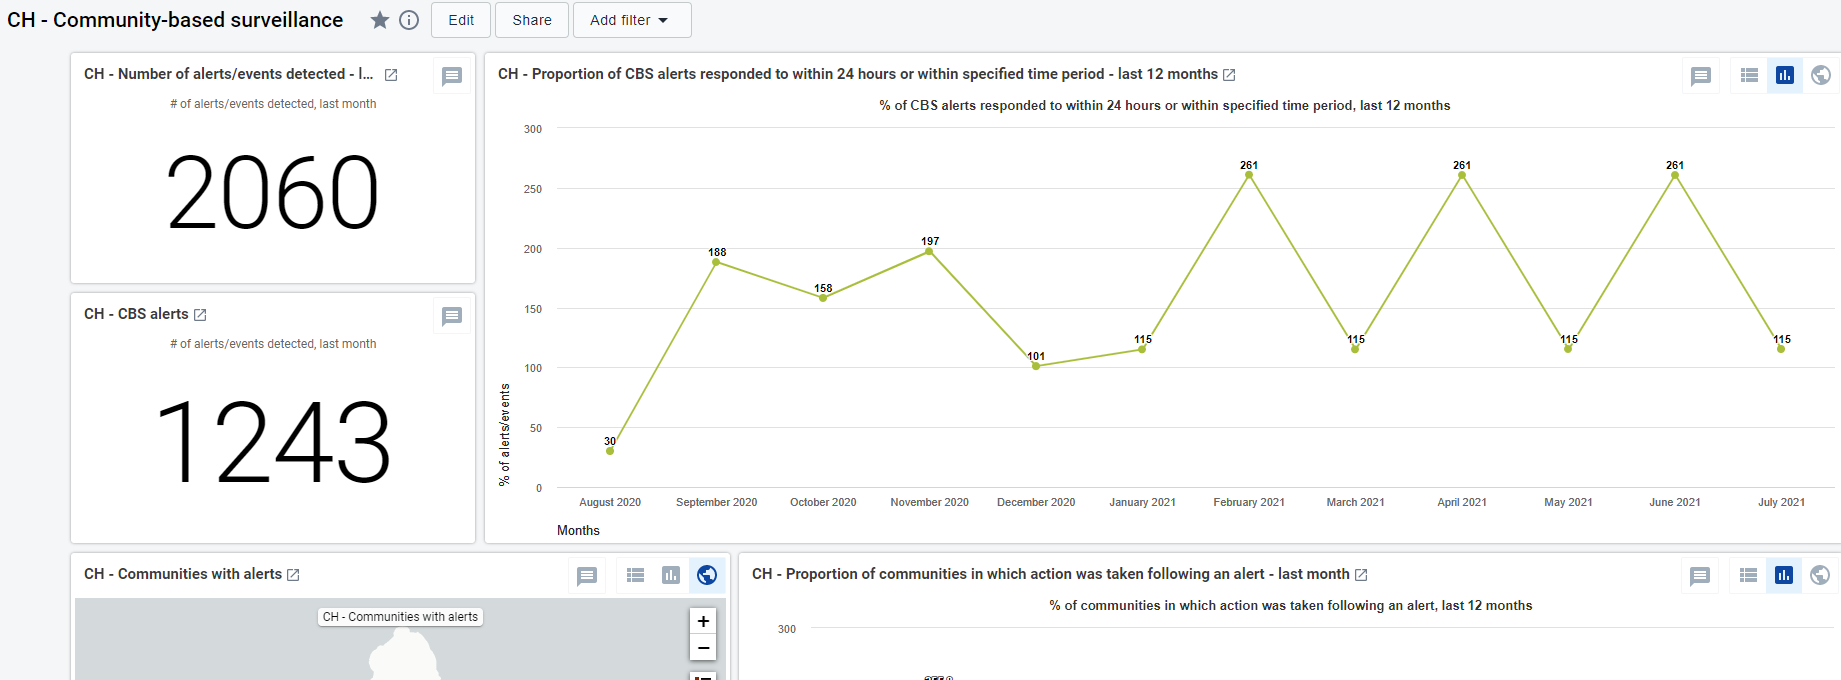 CH - Community-based surveillance
Edit
Share
Add filter
CH - Number of alerts/events detected - l...
# of alerts/events detected, last month
2060
CH - CBS alerts
# of alerts/events detected, last month
1243
CH - Proportion of CBS alerts responded to within 24 hours or within specified time period - last 12 months
% of CBS alerts responded to within 24 hours or within specified time period, last 12 months
300
250
200
150
100
50
0
% of alerts/events
30
188
158
197
101
115
261
115
261
115
261
115
August 2020
September 2020
October 2020
November 2020
December 2020
January 2021
February 2021
March 2021
April 2021
May 2021
June 2021
July 2021
Months
CH - Communities with alerts
CH - Communities with alerts
+
−
CH - Proportion of communities in which action was taken following an alert - last month
% of communities in which action was taken following an alert, last 12 months
300